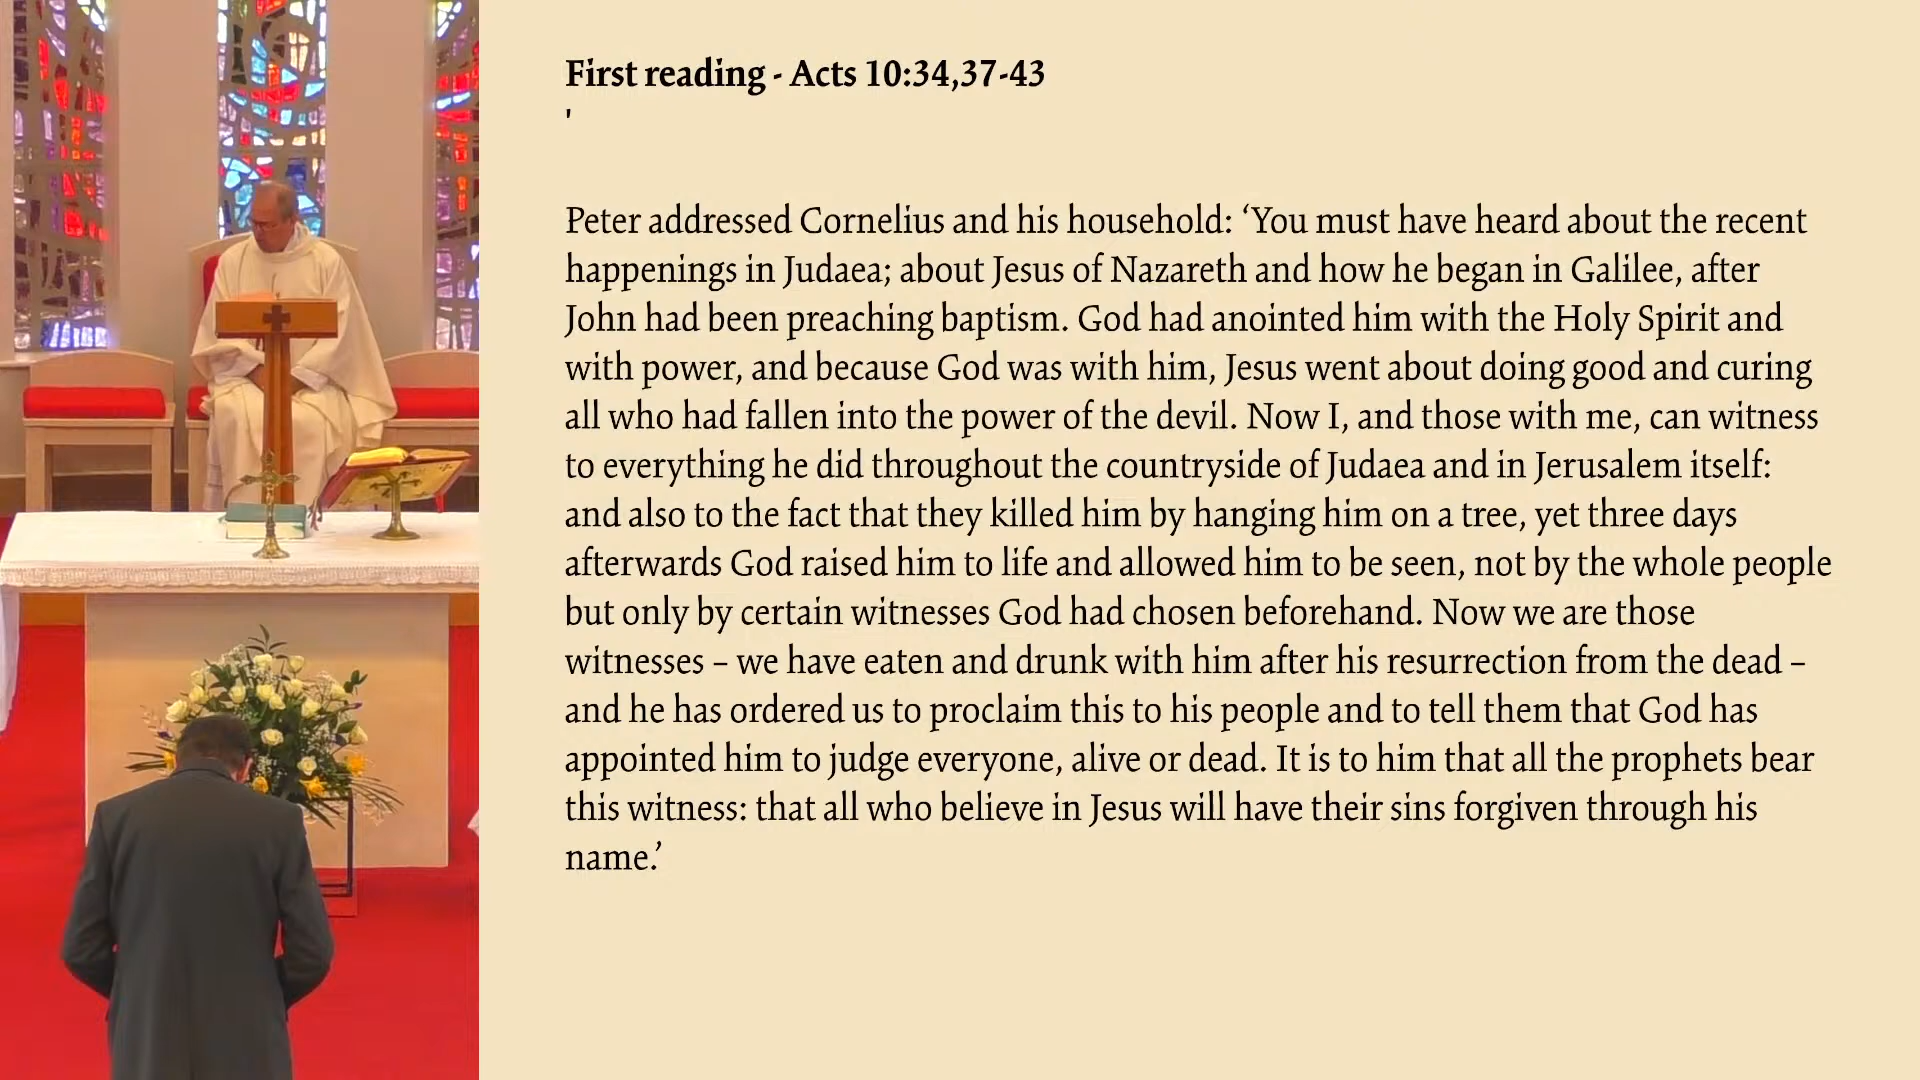 First reading - Acts 10:34,37-43
'
Peter addressed Cornelius and his household: ‘You must have heard about the recent
happenings in Judaea; about Jesus of Nazareth and how he began in Galilee, after
John had been preaching baptism. God had anointed him with the Holy Spirit and
with power, and because God was with him, Jesus went about doing good and curing
all who had fallen into the power of the devil. Now I, and those with me, can witness
to everything he did throughout the countryside of Judaea and in Jerusalem itself:
and also to the fact that they killed him by hanging him on a tree, yet three days
afterwards God raised him to life and allowed him to be seen, not by the whole people
but only by certain witnesses God had chosen beforehand. Now we are those
witnesses – we have eaten and drunk with him after his resurrection from the dead –
and he has ordered us to proclaim this to his people and to tell them that God has
appointed him to judge everyone, alive or dead. It is to him that all the prophets bear
this witness: that all who believe in Jesus will have their sins forgiven through his
name.’